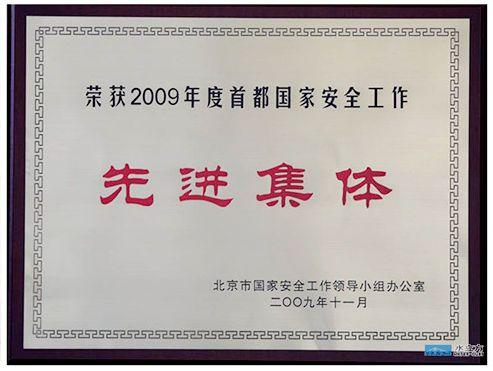 荣获2009年度首都国家安全工作
先进集体
北京市国家安全工作领导小组办公室
二〇〇九年十一月